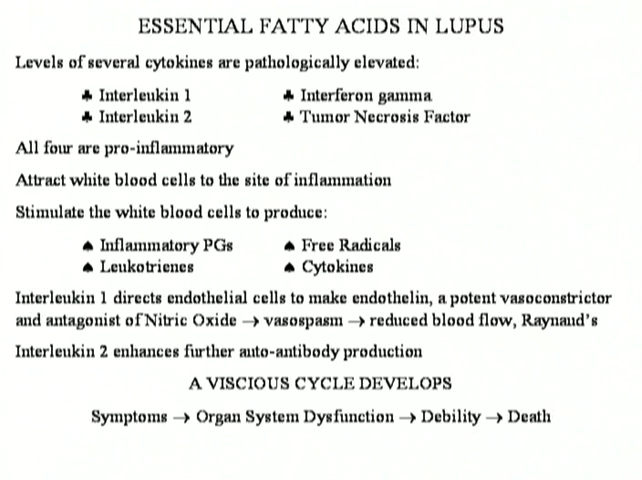 ESSENTIAL FATTY ACIDS IN LUPUS
Levels of several cytokines are pathologically elevated:
♣ Interleukin 1 ♣ Interferon gamma
♣ Interleukin 2 ♣ Tumor Necrosis Factor
All four are pro-inflammatory
Attract white blood cells to the site of inflammation
Stimulate the white blood cells to produce:
♠ Inflammatory PGs ♠ Free Radicals
♠ Leukotrienes ♠ Cytokines
Interleukin 1 directs endothelial cells to make endothelin, a potent vasoconstrictor
and antagonist of Nitric Oxide → vasospasm → reduced blood flow, Raynaud's
Interleukin 2 enhances further auto-antibody production
A VISCIOUS CYCLE DEVELOPS
Symptoms → Organ System Dysfunction → Debility → Death